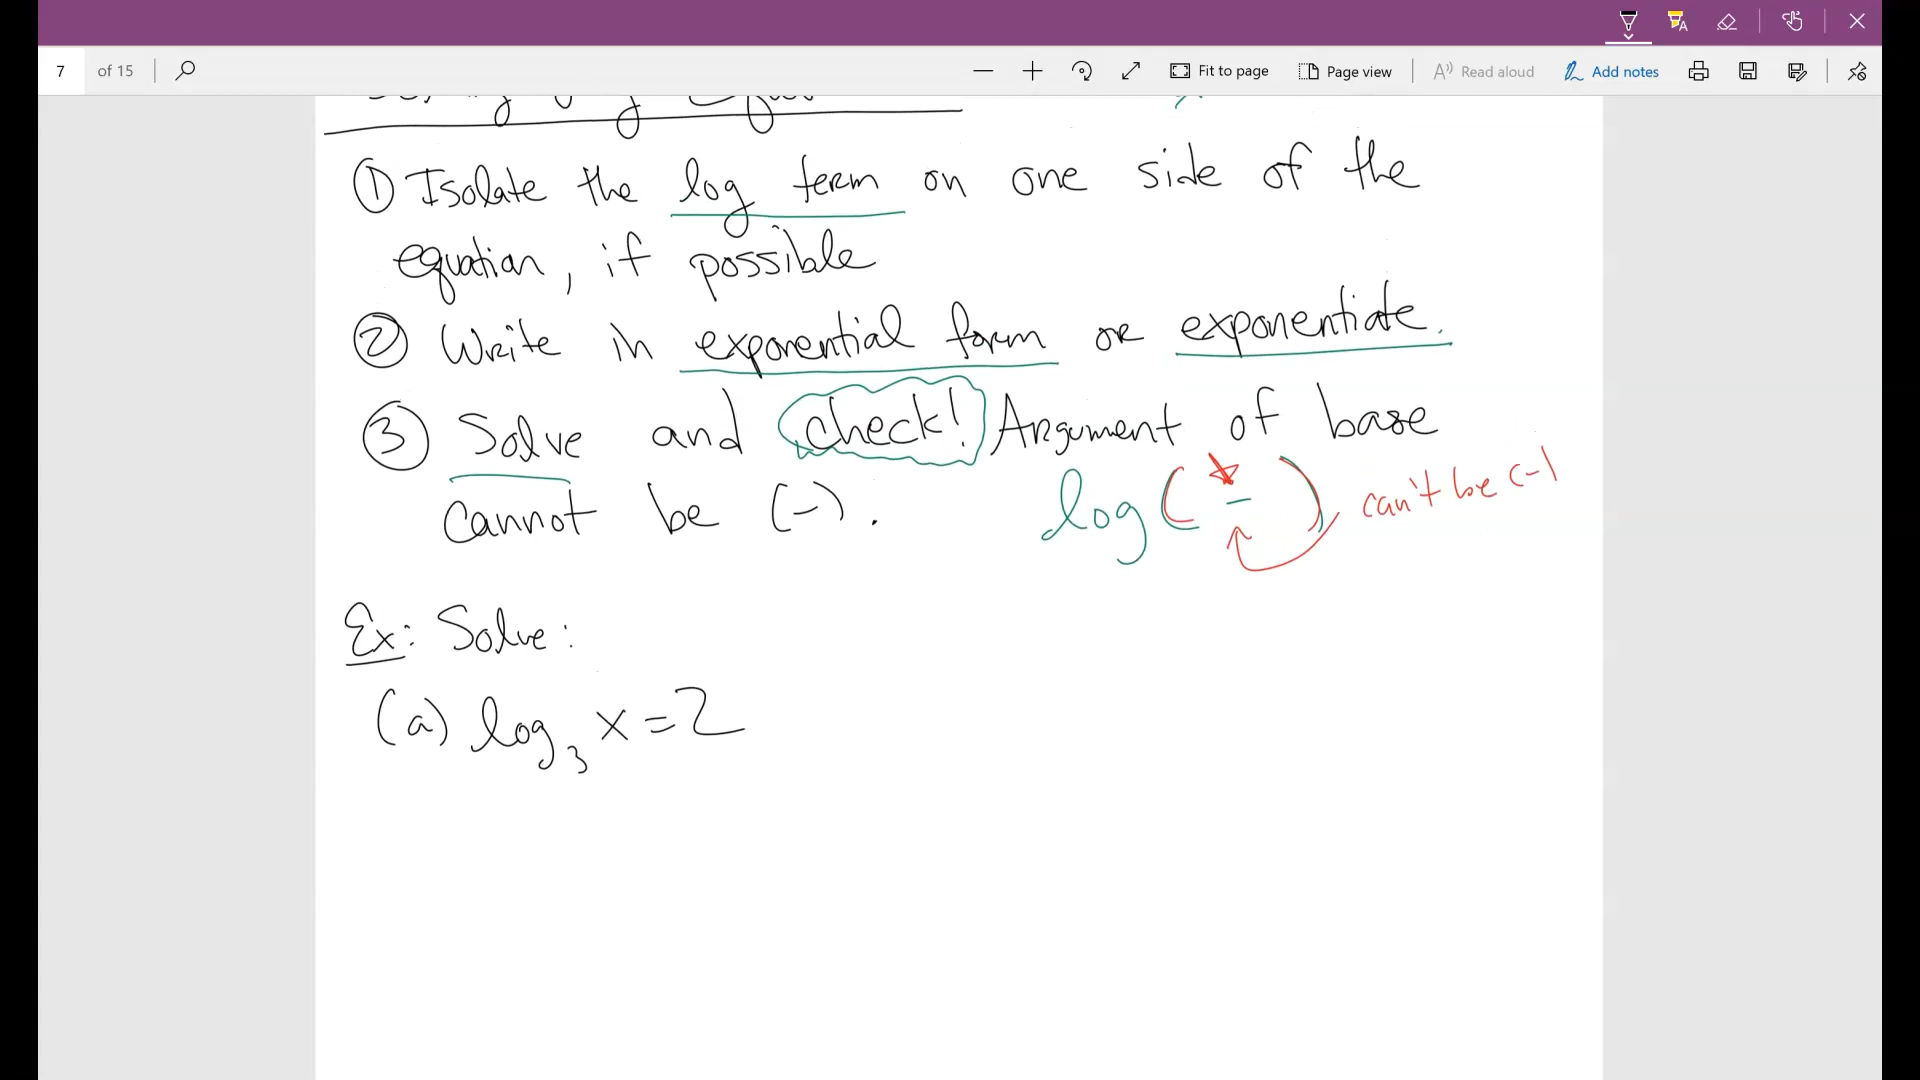 7 of 15 Fit to page Page view Read aloud Add notes
① Isolate the log term on one side of the
equation, if possible
② Write in exponential form or exponentiate.
③ Solve and check! Argument of base
cannot be (-).
log( - ) can't be (-)
Ex: Solve:
(a) log₃ x = 2